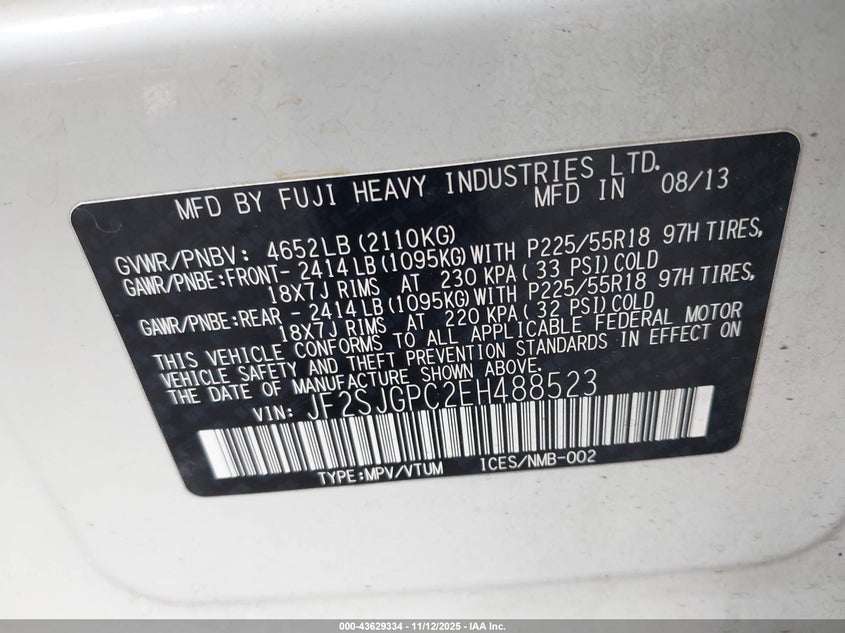 MFD BY FUJI HEAVY INDUSTRIES LTD.
MFD IN 08/13
GVWR/PNBV: 4652LB(2110KG)
GAWR/PNBE:FRONT-2414LB(1095KG)WITH P225/55R18 97H TIRES,
18X7J RIMS AT 230 KPA(33 PSI)COLD
GAWR/PNBE:REAR -2414LB(1095KG)WITH P225/55R18 97H TIRES,
18X7J RIMS AT 220 KPA(32 PSI)COLD
THIS VEHICLE CONFORMS TO ALL APPLICABLE FEDERAL MOTOR
VEHICLE SAFETY AND THEFT PREVENTION STANDARDS IN EFFECT ON
THE DATE OF MANUFACTURE SHOWN ABOVE.
VIN: JF2SJGPC2EH488523
TYPE:MPV/VTUM ICES/NMB-002
000-43629334 - 11/12/2025 - IAA Inc.